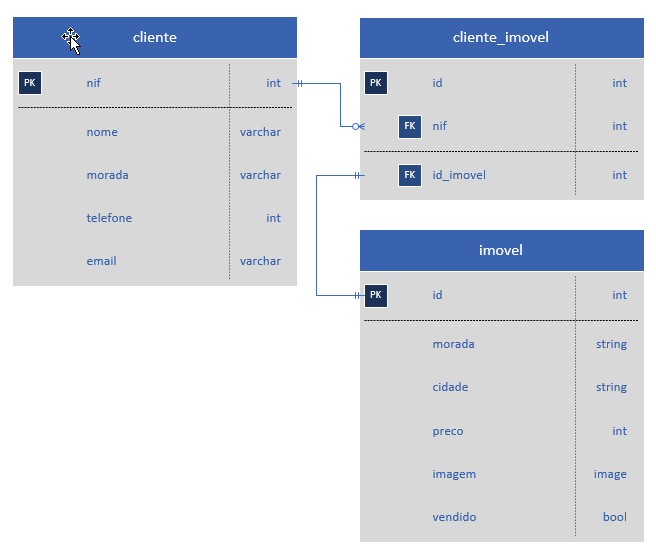 cliente
PK nif int
nome varchar
morada varchar
telefone int
email varchar
cliente_imovel
PK id int
FK nif int
FK id_imovel int
imovel
PK id int
morada string
cidade string
preco int
imagem image
vendido bool